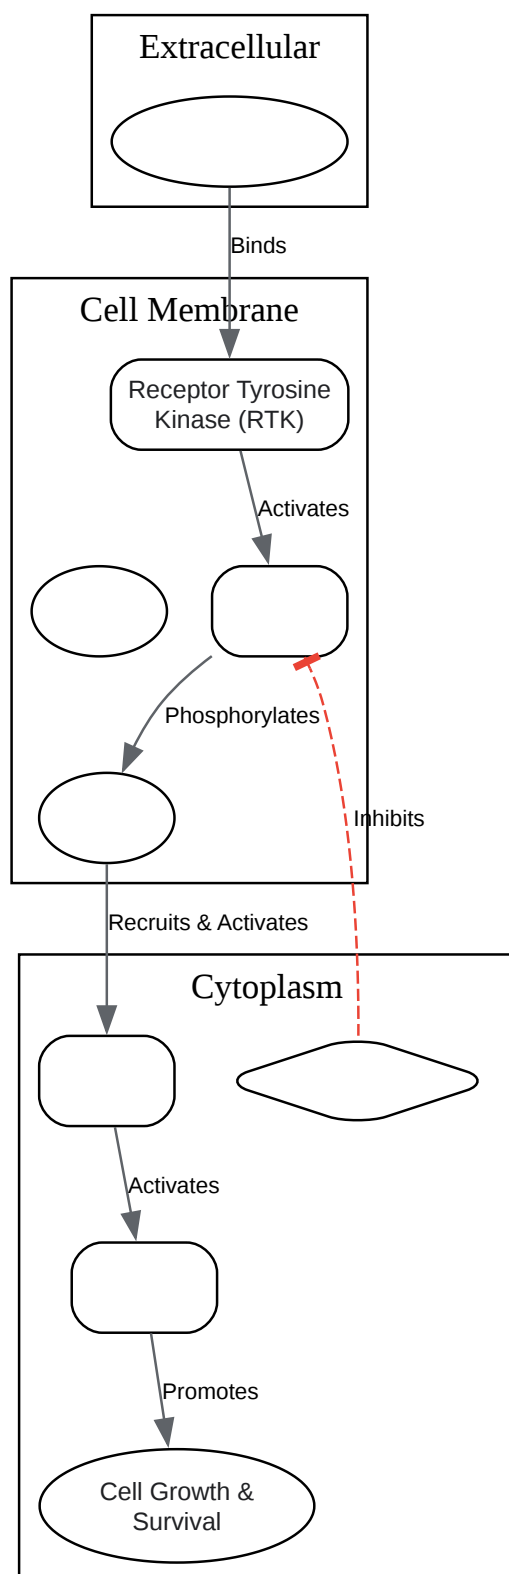 Extracellular
Binds
Cell Membrane
Receptor Tyrosine
Kinase (RTK)
Activates
Phosphorylates
Inhibits
Recruits & Activates
Cytoplasm
Activates
Promotes
Cell Growth &
Survival